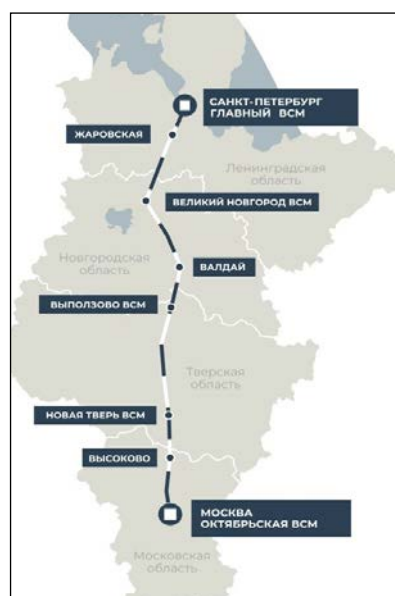 САНКТ-ПЕТЕРБУРГ
ГЛАВНЫЙ ВСМ
ЖАРОВСКАЯ
Ленинградская
область
ВЕЛИКИЙ НОВГОРОД ВСМ
Новгородская
область
ВАЛДАЙ
ВЫПОЛЗОВО ВСМ
Тверская
область
НОВАЯ ТВЕРЬ ВСМ
ВЫСОКОВО
МОСКВА
ОКТЯБРЬСКАЯ ВСМ
Московская
область